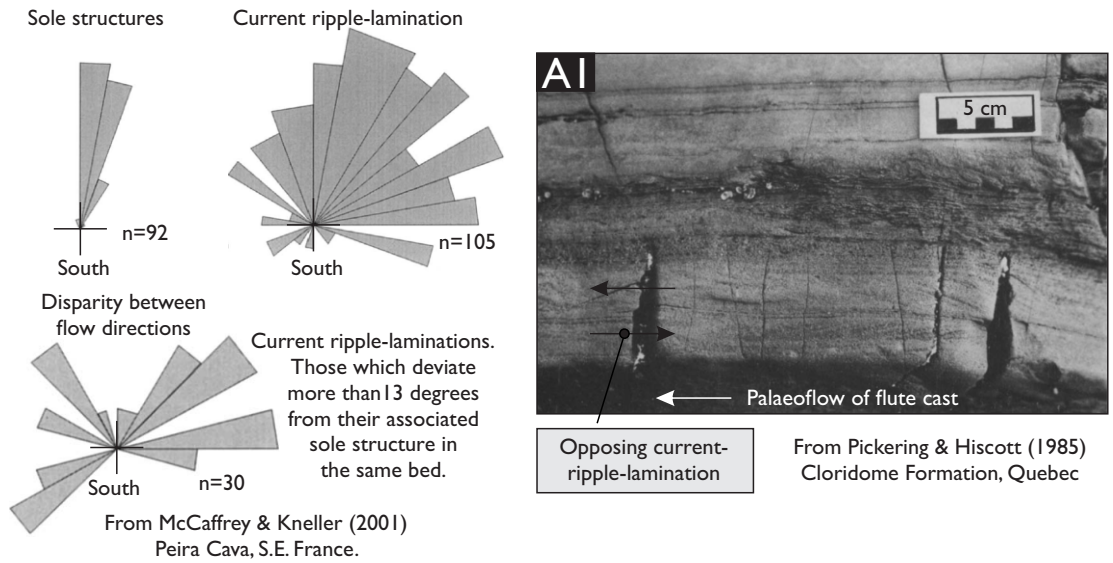 Sole structures
Current ripple-lamination
n=92
South
n=105
South
Disparity between
flow directions
Current ripple-laminations.
Those which deviate
more than13 degrees
from their associated
sole structure in
the same bed.
South
n=30
From McCaffrey & Kneller (2001)
Peira Cava, S.E. France.
A1
5 cm
Palaeoflow of flute cast
Opposing current-
ripple-lamination
From Pickering & Hiscott (1985)
Cloridome Formation, Quebec